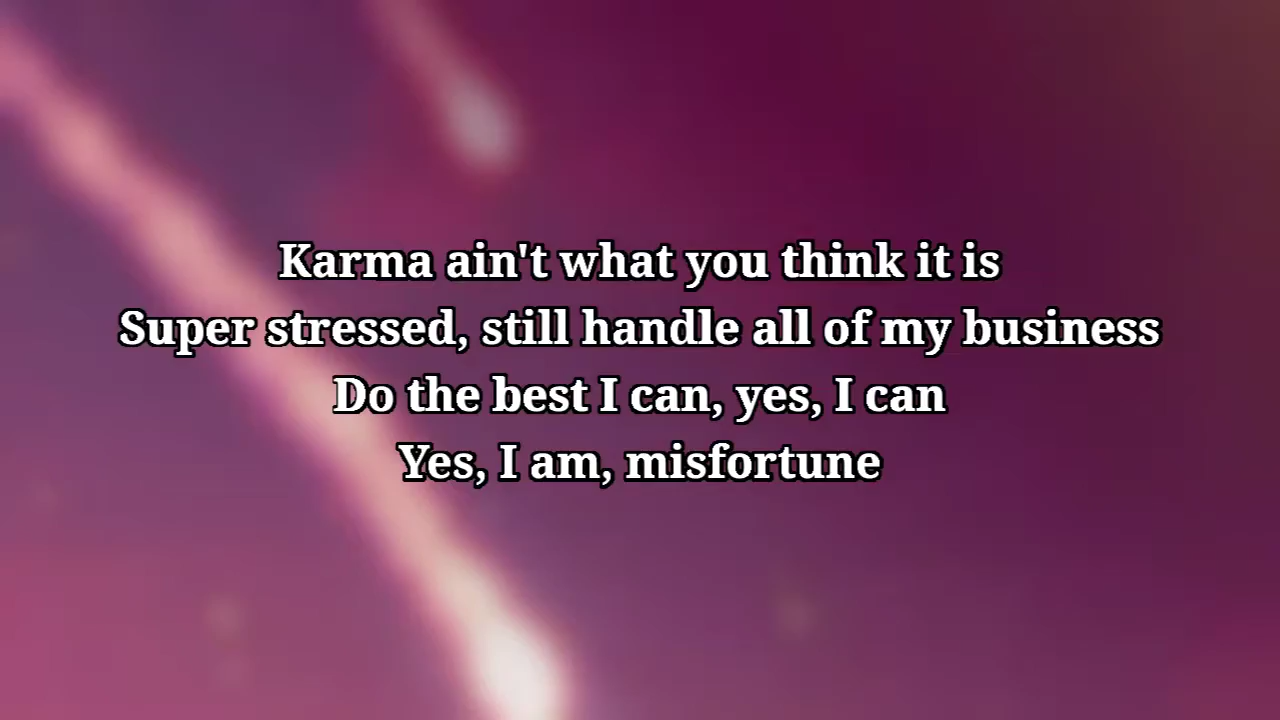 Karma ain't what you think it is
Super stressed, still handle all of my business
Do the best I can, yes, I can
Yes, I am, misfortune